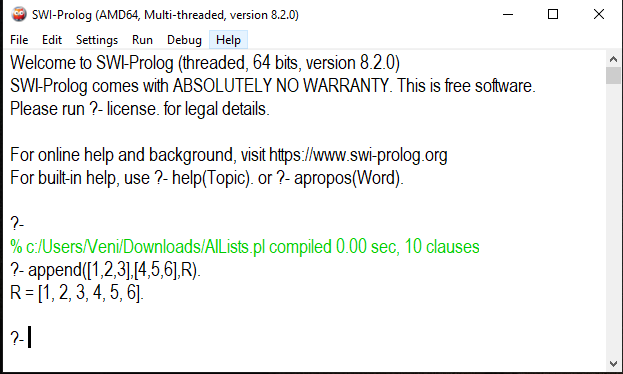 SWI-Prolog (AMD64, Multi-threaded, version 8.2.0)
File Edit Settings Run Debug Help
Welcome to SWI-Prolog (threaded, 64 bits, version 8.2.0)
SWI-Prolog comes with ABSOLUTELY NO WARRANTY. This is free software.
Please run ?- license. for legal details.
For online help and background, visit https://www.swi-prolog.org
For built-in help, use ?- help(Topic). or ?- apropos(Word).
?-
% c:/Users/Veni/Downloads/AlLists.pl compiled 0.00 sec, 10 clauses
?- append([1,2,3],[4,5,6],R).
R = [1, 2, 3, 4, 5, 6].
?-